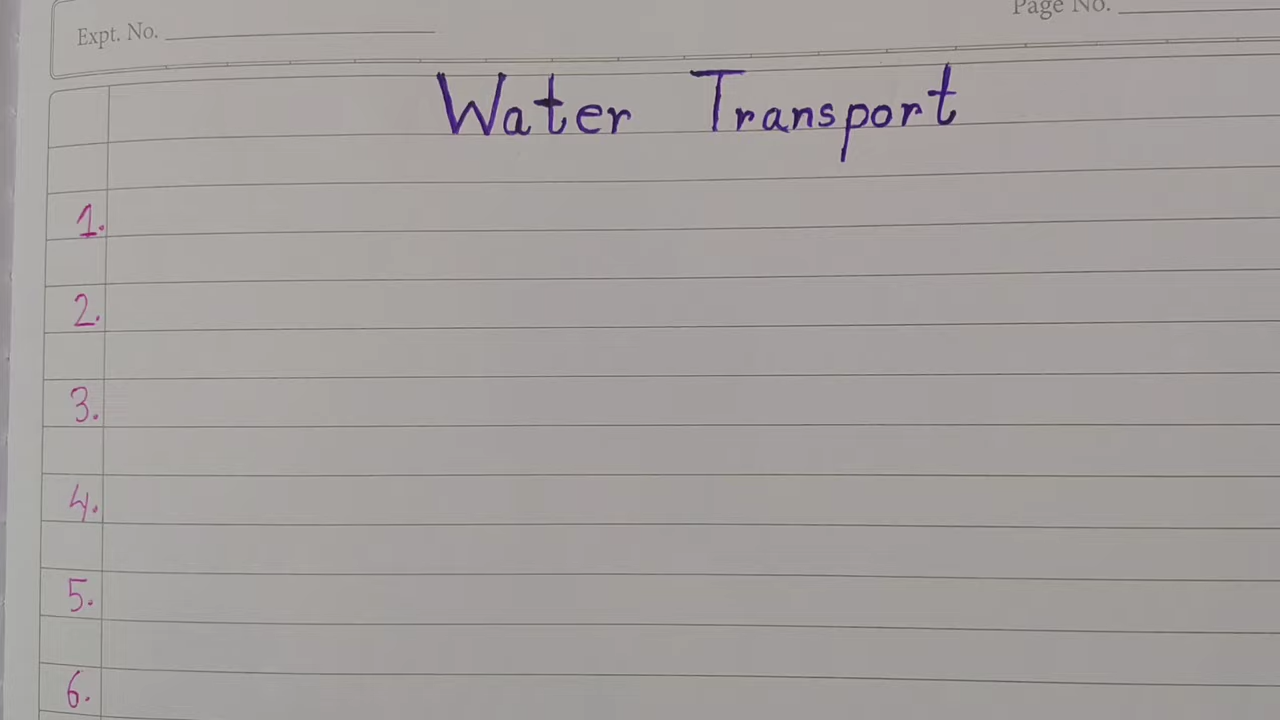 Expt. No.
Page No.
Water Transport
1.
2.
3.
4.
5.
6.